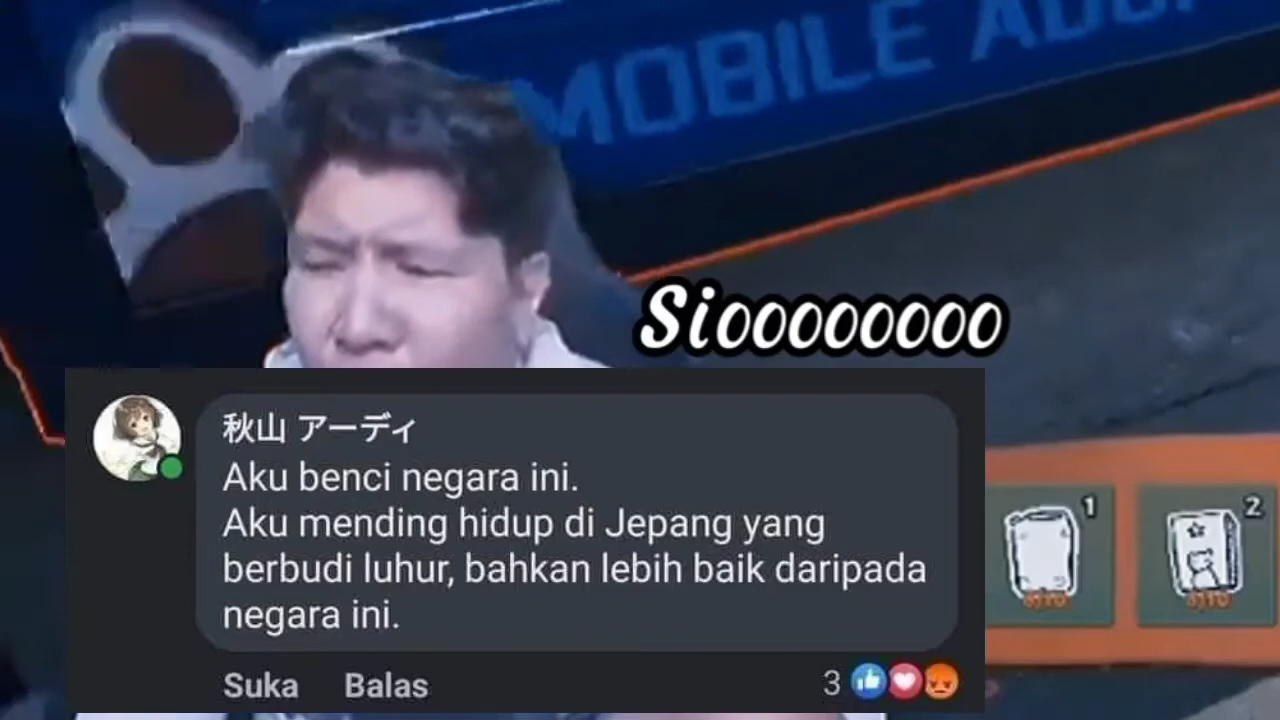 MOBILE
Siooooooooo
秋山 アーディ
Aku benci negara ini.
Aku mending hidup di Jepang yang
berbudi luhur, bahkan lebih baik daripada
negara ini.
Suka Balas
3
1
2